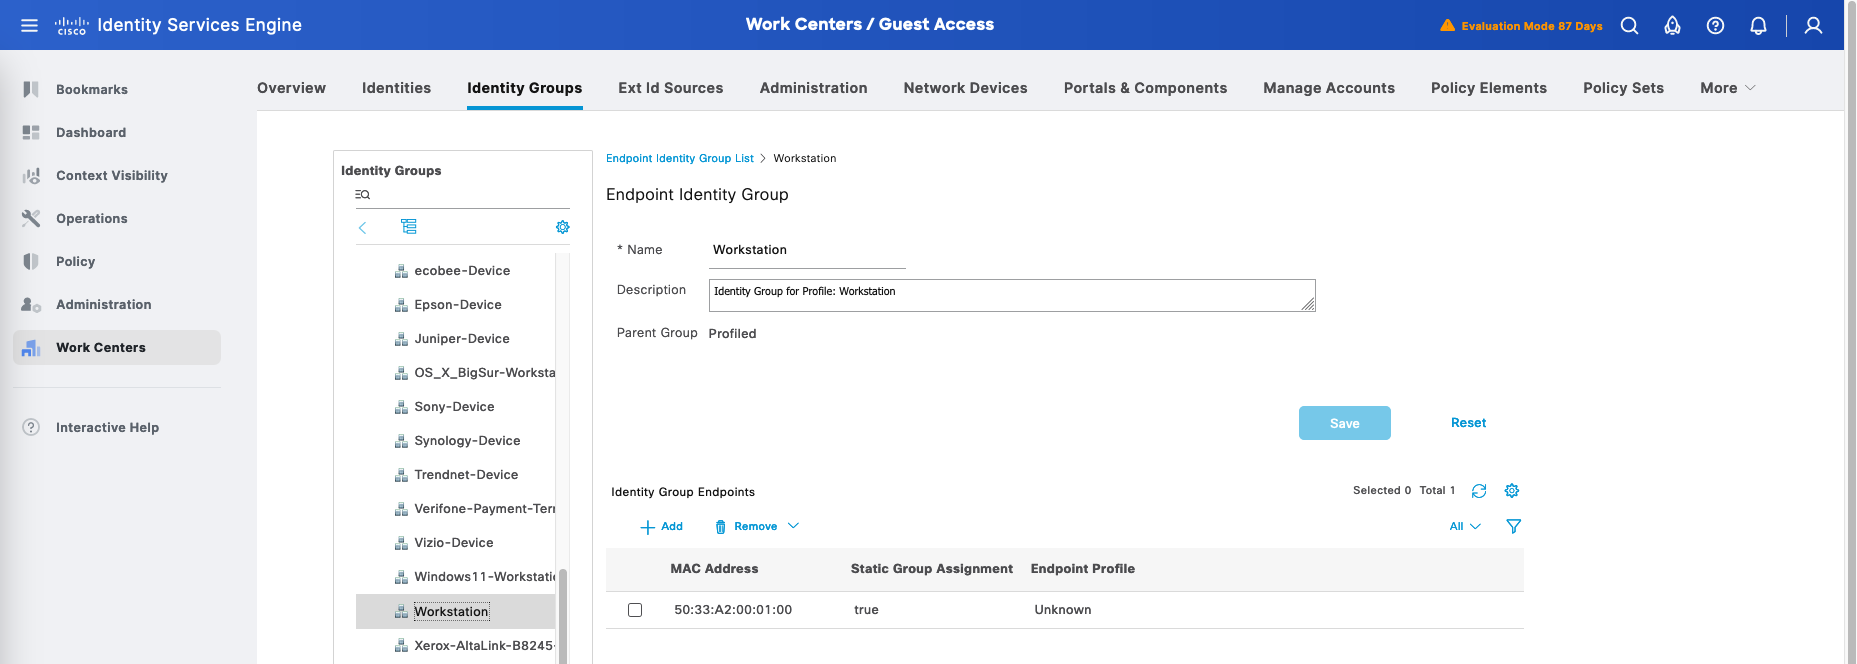 CISCO Identity Services Engine
Work Centers / Guest Access
Evaluation Mode 87 Days
Bookmarks
Dashboard
Context Visibility
Operations
Policy
Administration
Work Centers
Interactive Help
Overview Identities Identity Groups Ext Id Sources Administration Network Devices Portals & Components Manage Accounts Policy Elements Policy Sets More
Identity Groups
ecobee-Device
Epson-Device
Juniper-Device
OS_X_BigSur-Worksta
Sony-Device
Synology-Device
Trendnet-Device
Verifone-Payment-Terr
Vizio-Device
Windows11-Workstatio
Workstation
Xerox-AltaLink-B8245-
Endpoint Identity Group List > Workstation
Endpoint Identity Group
* Name Workstation
Description Identity Group for Profile: Workstation
Parent Group Profiled
Save Reset
Identity Group Endpoints Selected 0 Total 1
Add Remove All
MAC Address Static Group Assignment Endpoint Profile
50:33:A2:00:01:00 true Unknown